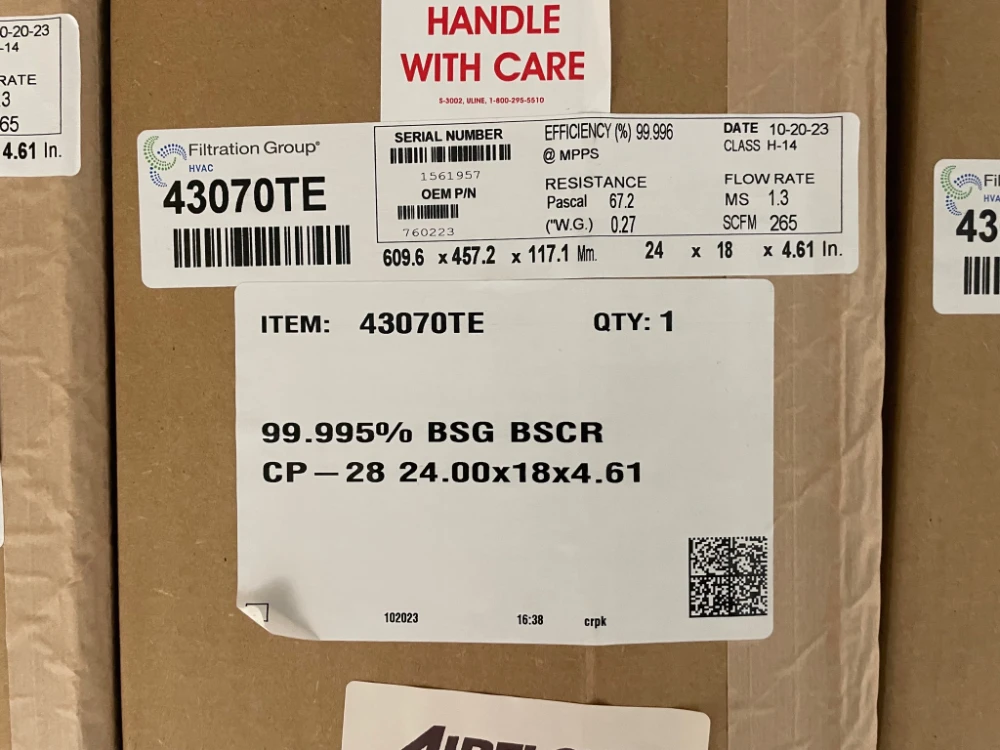 HANDLE
WITH CARE
S-3002, ULINE, 1-800-295-5510
0-20-23
-14
RATE
.3
65
4.61 In.
Filtration Group®
HVAC
43070TE
SERIAL NUMBER
1561957
OEM P/N
760223
EFFICIENCY (%) 99.996
@ MPPS
RESISTANCE
Pascal 67.2
("W.G.) 0.27
DATE 10-20-23
CLASS H-14
FLOW RATE
MS 1.3
SCFM 265
609.6 x 457.2 x 117.1 Mm. 24 x 18 x 4.61 In.
Fil
HVA
43
ITEM: 43070TE QTY: 1
99.995% BSG BSCR
CP-28 24.00x18x4.61
102023 16:38 crpk